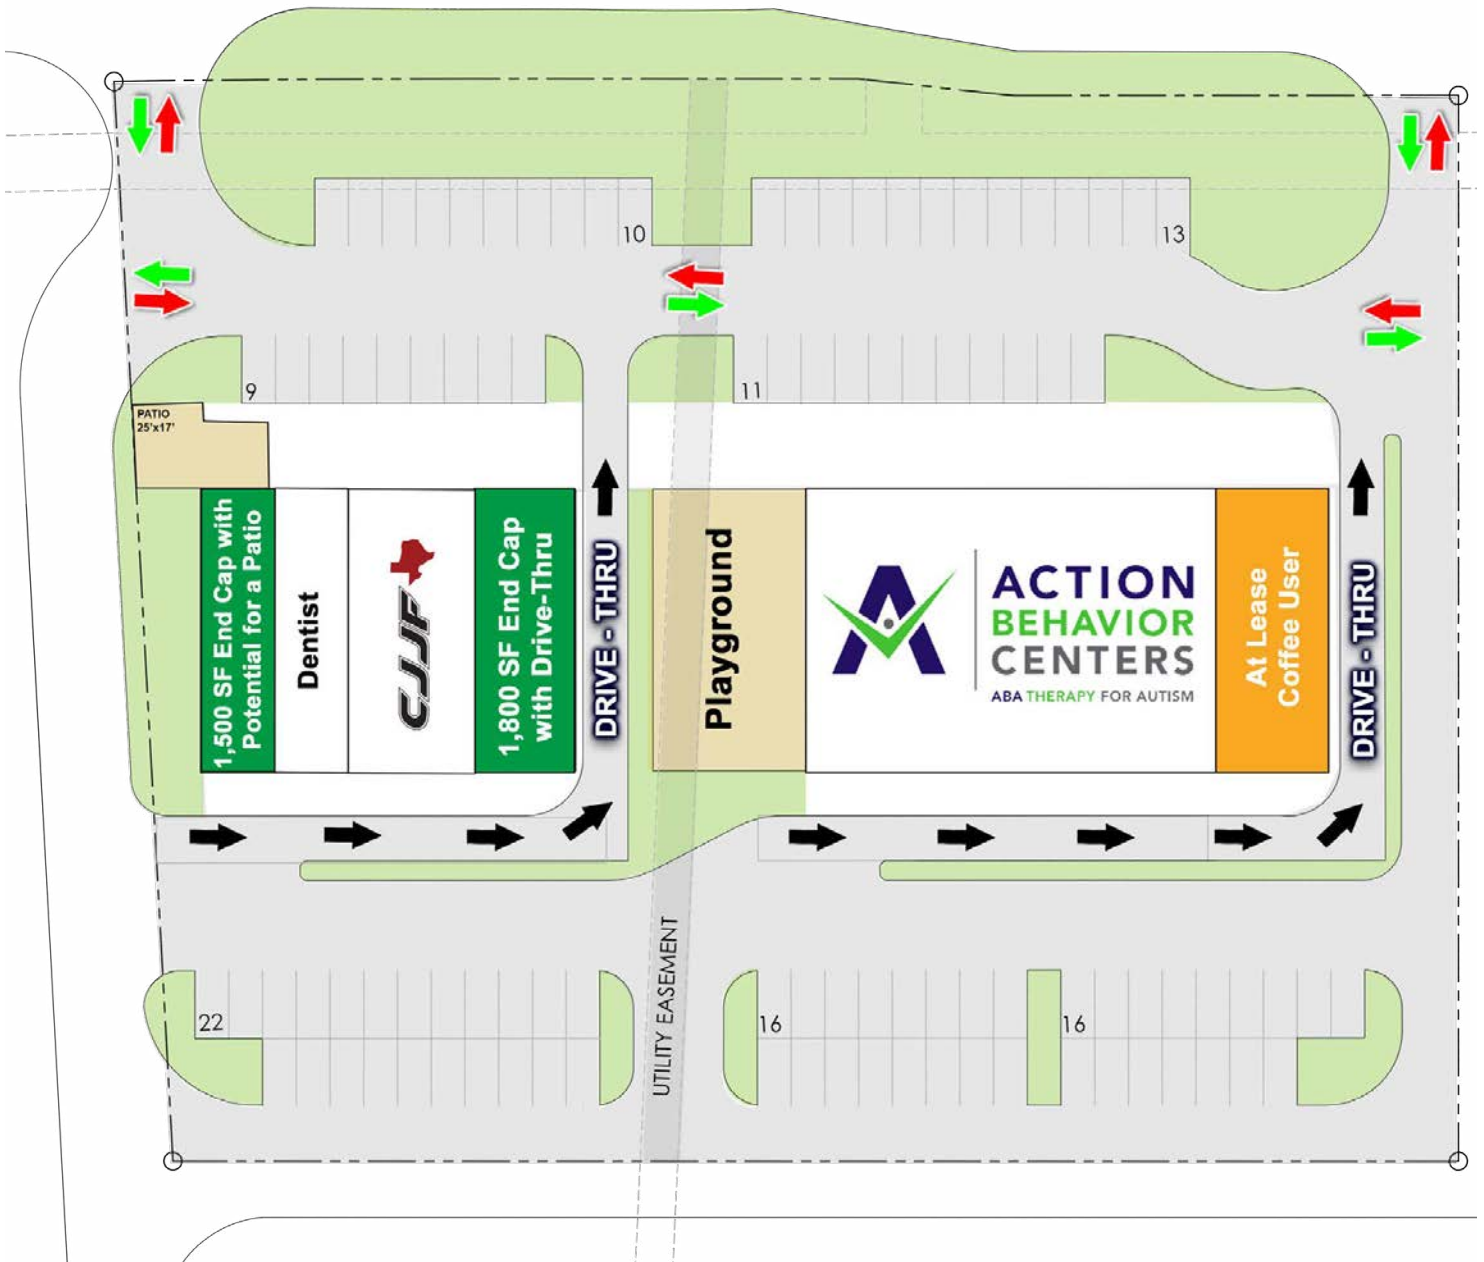 10
13
9
11
PATIO
25'x17'
1,500 SF End Cap with
Potential for a Patio
Dentist
CJJF
1,800 SF End Cap
with Drive-Thru
DRIVE - THRU
Playground
ACTION
BEHAVIOR
CENTERS
ABA THERAPY FOR AUTISM
At Lease
Coffee User
DRIVE - THRU
UTILITY EASEMENT
22
16
16